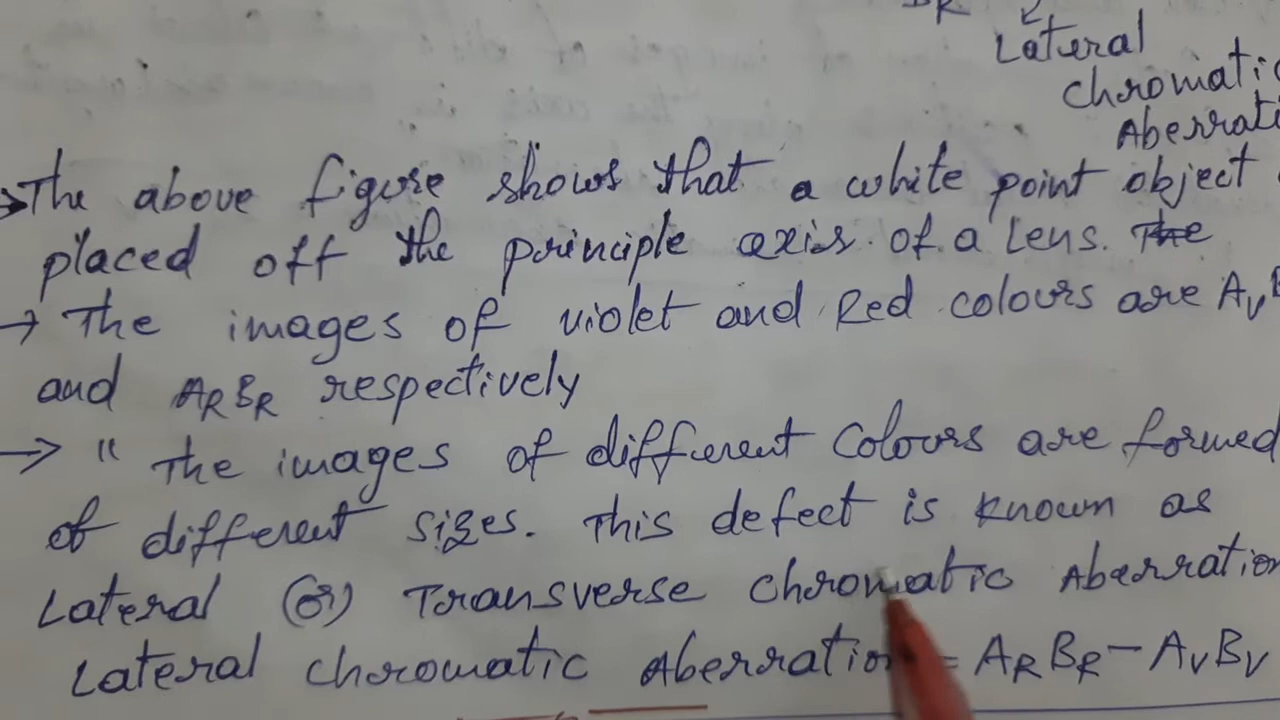 BR
Lateral
chromatic
Aberrati
→The above figure shows that a white point object
placed off the principle axis of a lens. The
→ The images of violet and Red colours are AV B
and ARBR respectively
→ " The images of different colours are formed
of different sizes. This defect is known as
Lateral (or) Transverse chromatic Aberration
Lateral chromatic Aberration = ARBR - AVBV